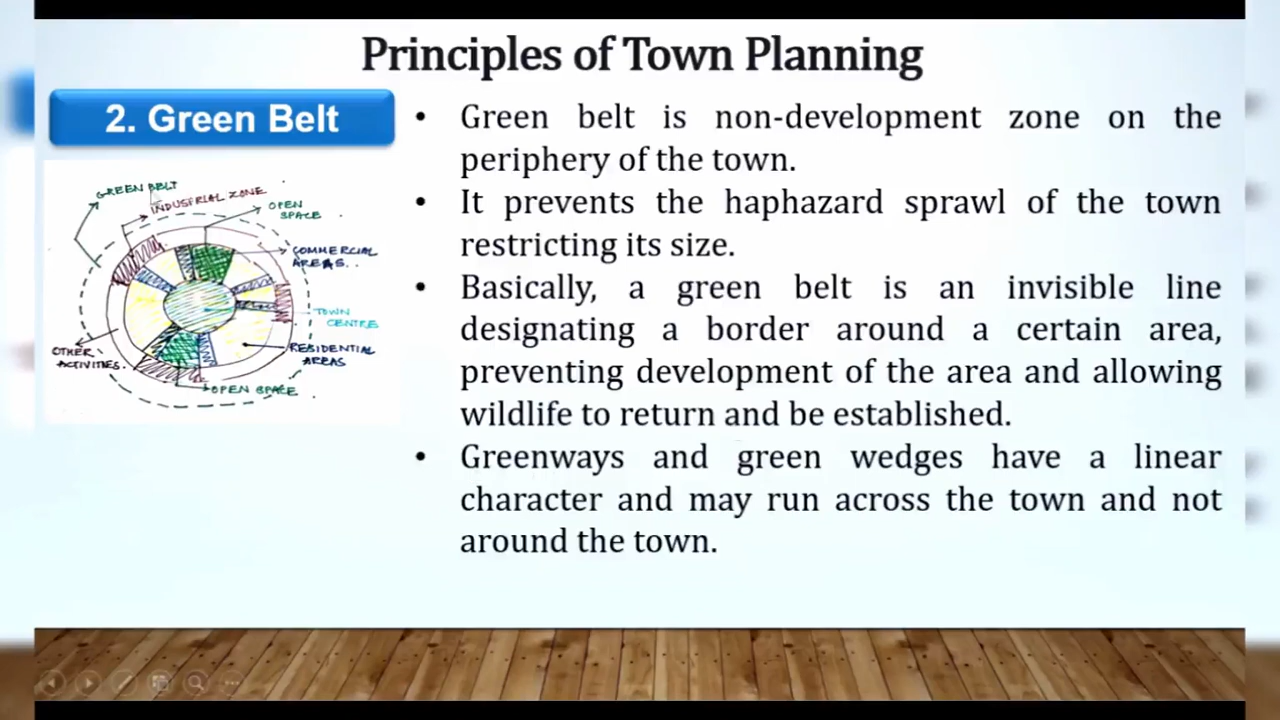 Principles of Town Planning
2. Green Belt
GREEN BELT
INDUSTRIAL ZONE
OPEN
SPACE
COMMERCIAL
AREAS..
TOWN
CENTRE
RESIDENTIAL
AREAS
OTHER
ACTIVITIES.
OPEN SPACE
• Green belt is non-development zone on the
periphery of the town.
• It prevents the haphazard sprawl of the town
restricting its size.
• Basically, a green belt is an invisible line
designating a border around a certain area,
preventing development of the area and allowing
wildlife to return and be established.
• Greenways and green wedges have a linear
character and may run across the town and not
around the town.